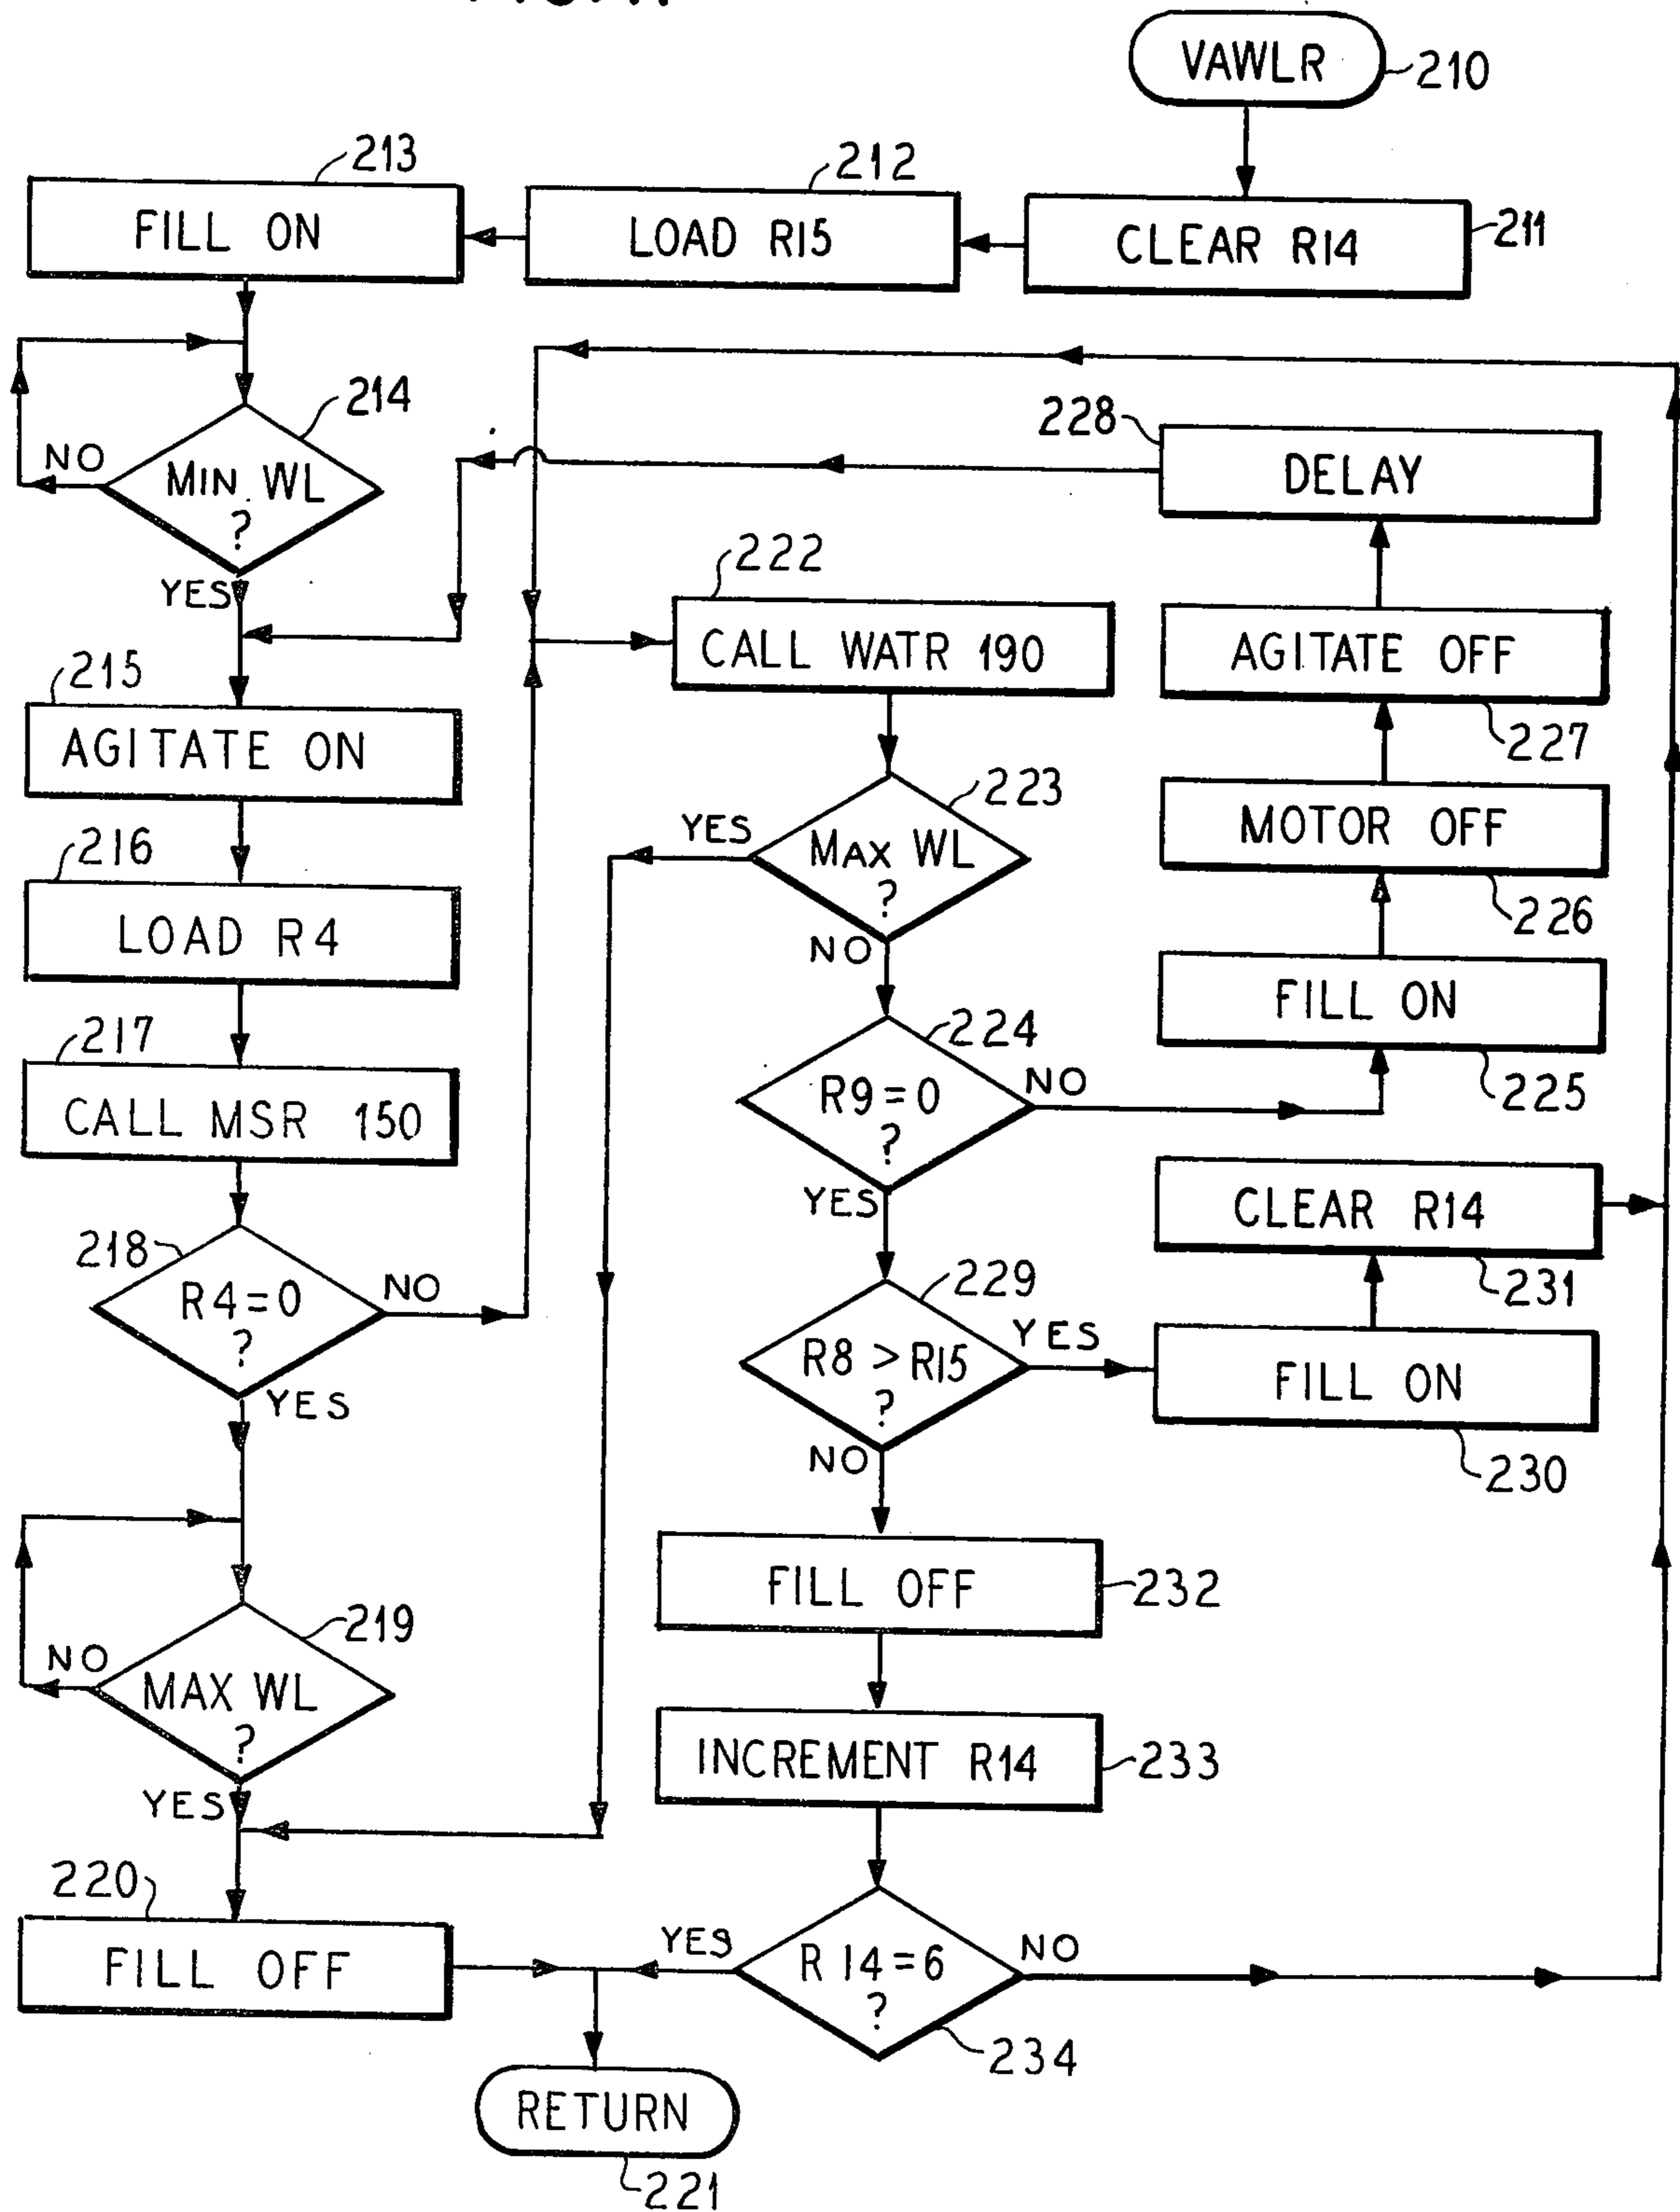 VAWLR
210
213
FILL ON
212
LOAD R15
CLEAR R14
211
214
NO
MIN WL
?
YES
228
DELAY
222
CALL WATR 190
AGITATE OFF
227
215
AGITATE ON
223
YES
MAX WL
?
NO
MOTOR OFF
226
216
LOAD R4
224
R9=0
?
NO
YES
FILL ON
225
217
CALL MSR 150
CLEAR R14
231
218
R4=0
?
NO
YES
229
R8 > R15
?
YES
NO
FILL ON
230
FILL OFF
232
219
NO
MAX WL
?
YES
INCREMENT R14
233
220
FILL OFF
YES
R14=6
?
NO
234
RETURN
221